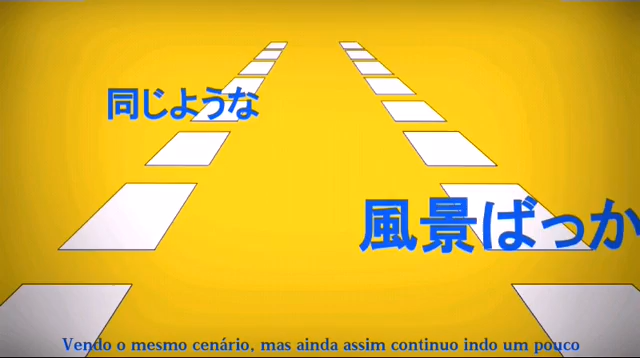 同じような
風景ばっか
Vendo o mesmo cenário, mas ainda assim continuo indo um pouco